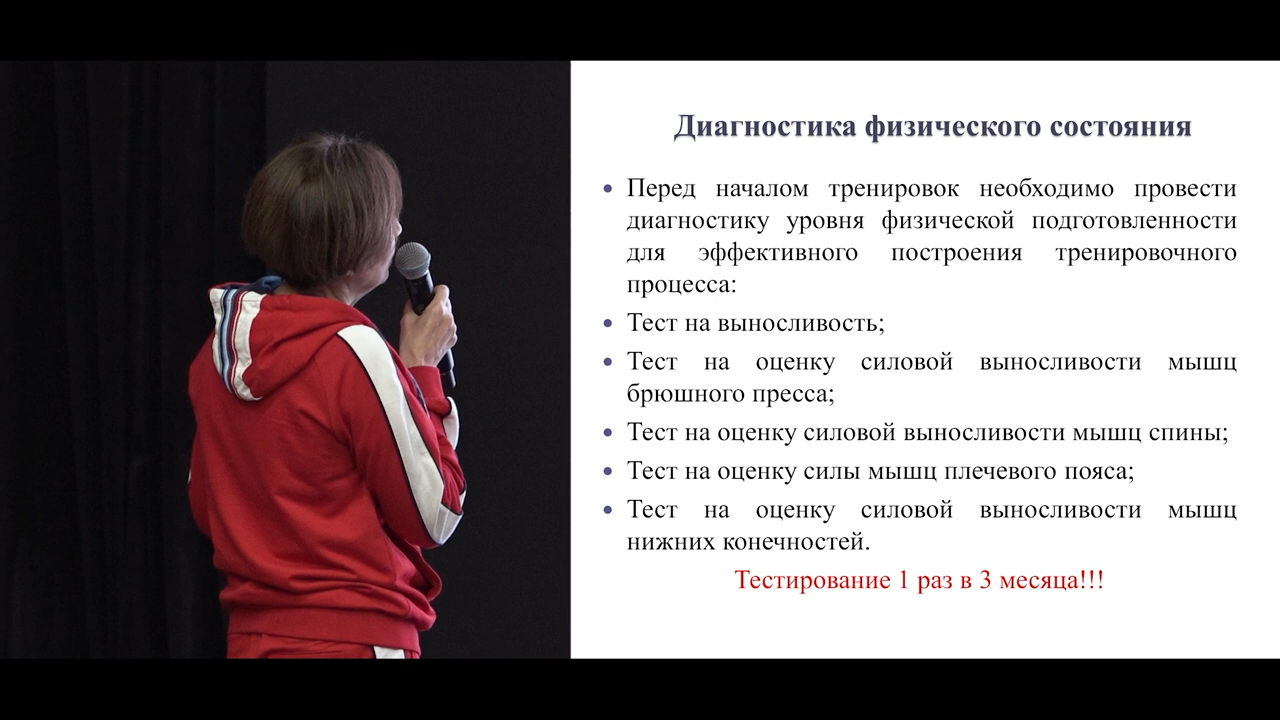 Диагностика физического состояния
• Перед началом тренировок необходимо провести
диагностику уровня физической подготовленности
для эффективного построения тренировочного
процесса:
• Тест на выносливость;
• Тест на оценку силовой выносливости мышц
брюшного пресса;
• Тест на оценку силовой выносливости мышц спины;
• Тест на оценку силы мышц плечевого пояса;
• Тест на оценку силовой выносливости мышц
нижних конечностей.
Тестирование 1 раз в 3 месяца!!!